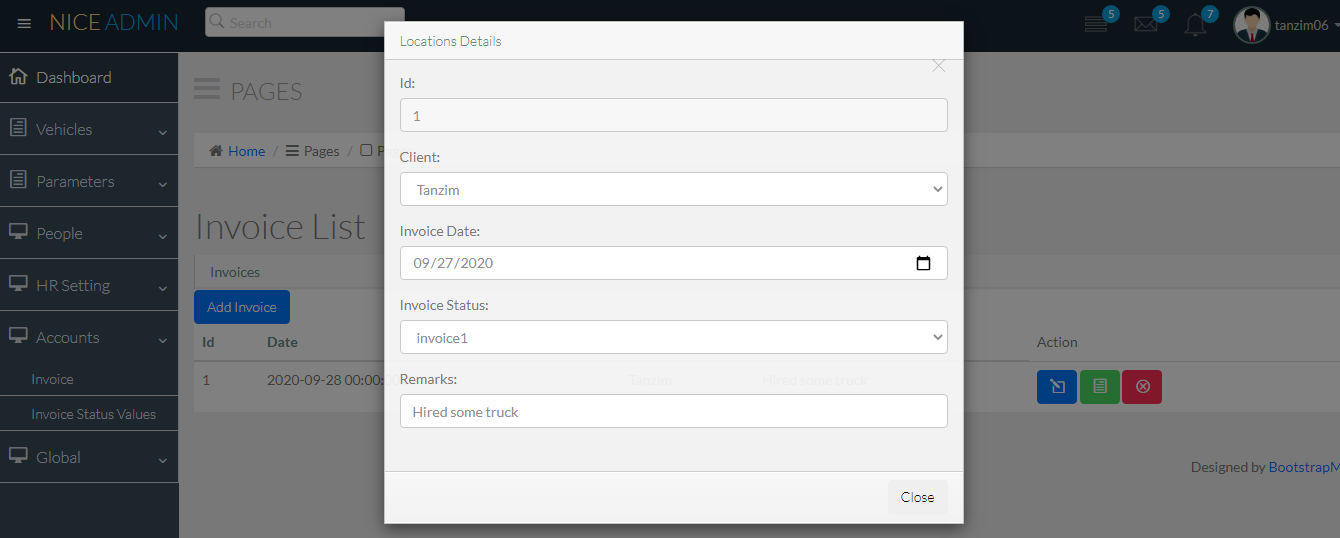 NICE ADMIN
Search
5
5
7
tanzim06
Dashboard
Vehicles
Parameters
People
HR Setting
Accounts
Invoice
Invoice Status Values
Global
PAGES
Home / Pages /
Invoice List
Invoices
Add Invoice
Id Date Action
1 2020-09-28 00:00:00 Tanzim Hired some truck
Designed by BootstrapM
Locations Details
Id:
1
Client:
Tanzim
Invoice Date:
09/27/2020
Invoice Status:
invoice1
Remarks:
Hired some truck
Close